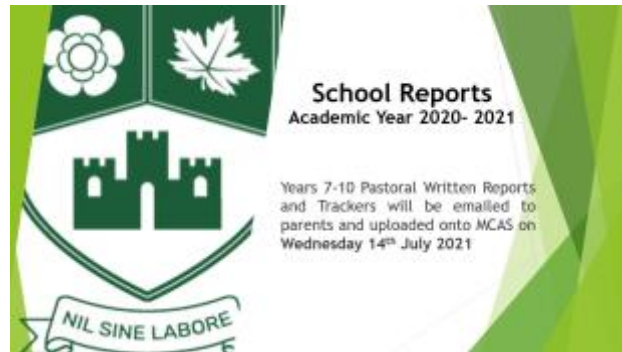 School Reports
Academic Year 2020- 2021
Years 7-10 Pastoral Written Reports
and Trackers will be emailed to
parents and uploaded onto MCAS on
Wednesday 14th July 2021
NIL SINE LABORE